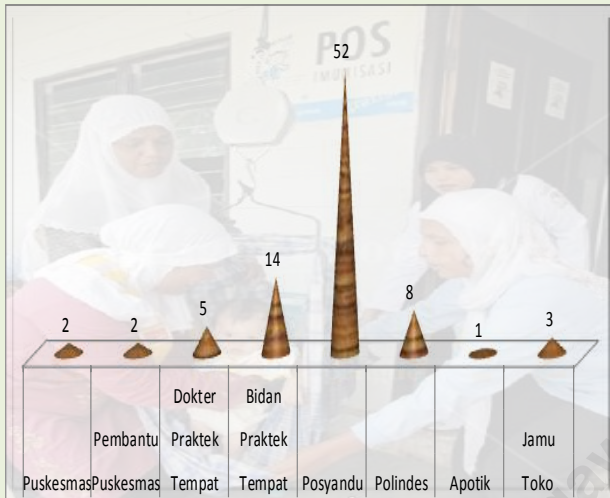 POS
IMUNISASI
52
14
8
5
3
2
2
1
Dokter Bidan
Pembantu Praktek Praktek Jamu
Puskesmas Puskesmas Tempat Tempat Posyandu Polindes Apotik Toko